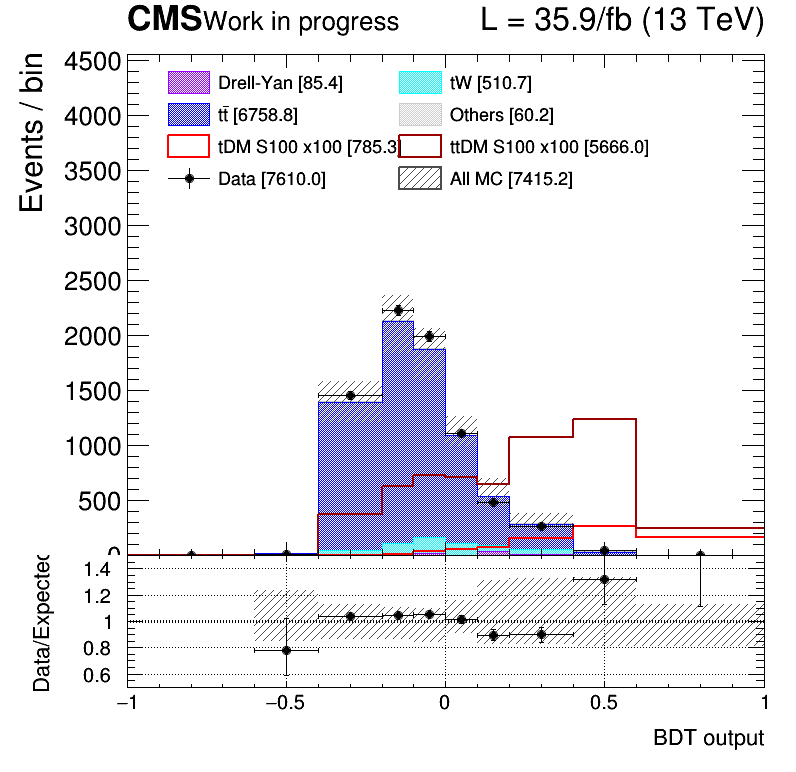 CMS Work in progress L = 35.9/fb (13 TeV)
Events / bin
4500
4000
3500
3000
2500
2000
1500
1000
500
0
Drell-Yan [85.4]
tW [510.7]
tt̄ [6758.8]
Others [60.2]
tDM S100 x100 [785.3]
ttDM S100 x100 [5666.0]
Data [7610.0]
All MC [7415.2]
Data/Expected
1.4
1.2
1
0.8
0.6
−1 −0.5 0 0.5 1
BDT output